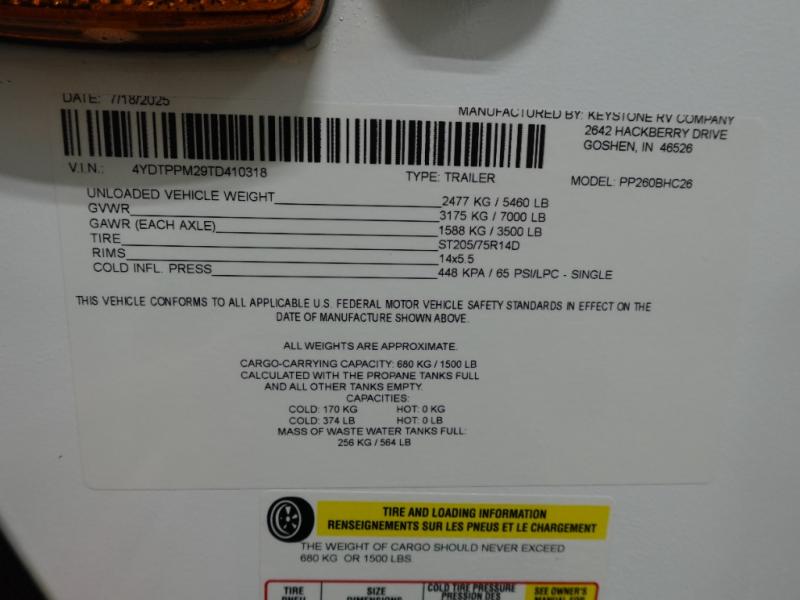 DATE: 7/18/2025
MANUFACTURED BY: KEYSTONE RV COMPANY
2642 HACKBERRY DRIVE
GOSHEN, IN 46526
V.I.N.: 4YDTPPM29TD410318
TYPE: TRAILER
MODEL: PP260BHC26
UNLOADED VEHICLE WEIGHT 2477 KG / 5460 LB
GVWR 3175 KG / 7000 LB
GAWR (EACH AXLE) 1588 KG / 3500 LB
TIRE ST205/75R14D
RIMS 14x5.5
COLD INFL. PRESS 448 KPA / 65 PSI/LPC - SINGLE
THIS VEHICLE CONFORMS TO ALL APPLICABLE U.S. FEDERAL MOTOR VEHICLE SAFETY STANDARDS IN EFFECT ON THE
DATE OF MANUFACTURE SHOWN ABOVE.
ALL WEIGHTS ARE APPROXIMATE.
CARGO-CARRYING CAPACITY: 680 KG / 1500 LB
CALCULATED WITH THE PROPANE TANKS FULL
AND ALL OTHER TANKS EMPTY.
CAPACITIES:
COLD: 170 KG HOT: 0 KG
COLD: 374 LB HOT: 0 LB
MASS OF WASTE WATER TANKS FULL:
256 KG / 564 LB
TIRE AND LOADING INFORMATION
RENSEIGNEMENTS SUR LES PNEUS ET LE CHARGEMENT
THE WEIGHT OF CARGO SHOULD NEVER EXCEED
680 KG OR 1500 LBS.
TIRE SIZE COLD TIRE PRESSURE SEE OWNER'S
PNEU DIMENSIONS PRESSION DES MANUAL FOR